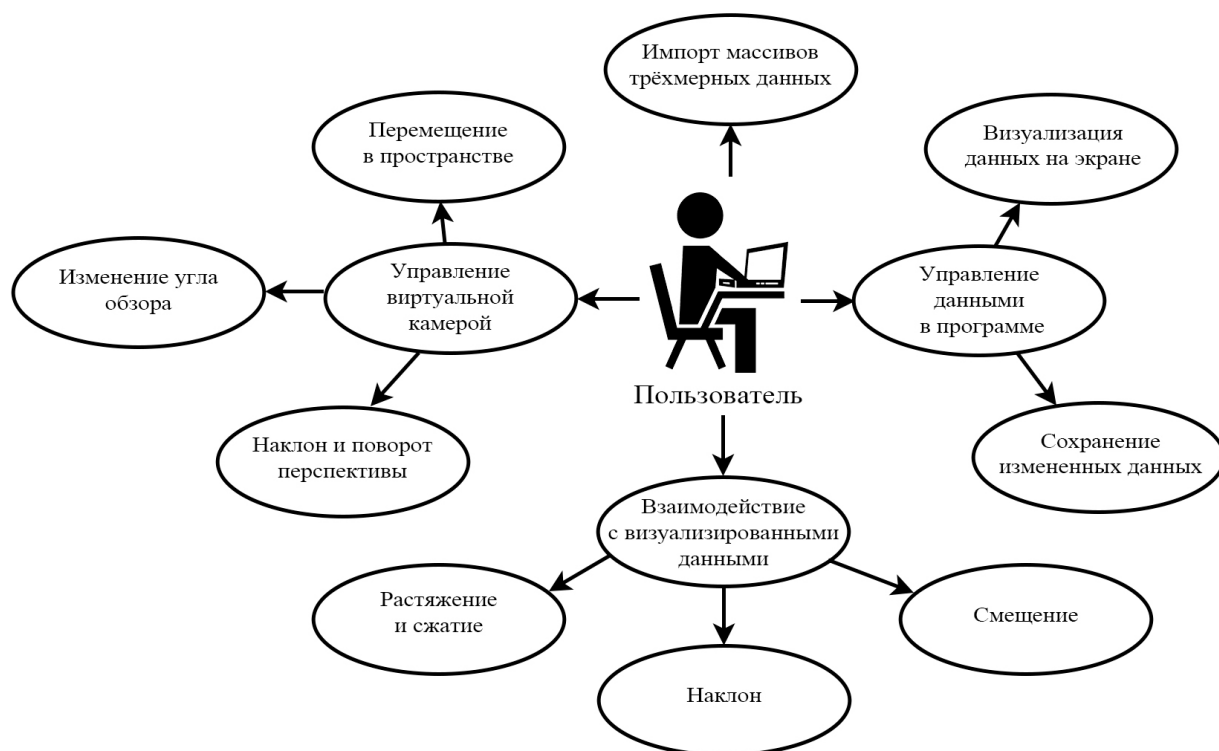 Импорт массивов
трёхмерных данных
Перемещение
в пространстве
Визуализация
данных на экране
Изменение угла
обзора
Управление
виртуальной
камерой
Управление
данными
в программе
Пользователь
Наклон и поворот
перспективы
Сохранение
измененных данных
Взаимодействие
с визуализированными
данными
Растяжение
и сжатие
Смещение
Наклон